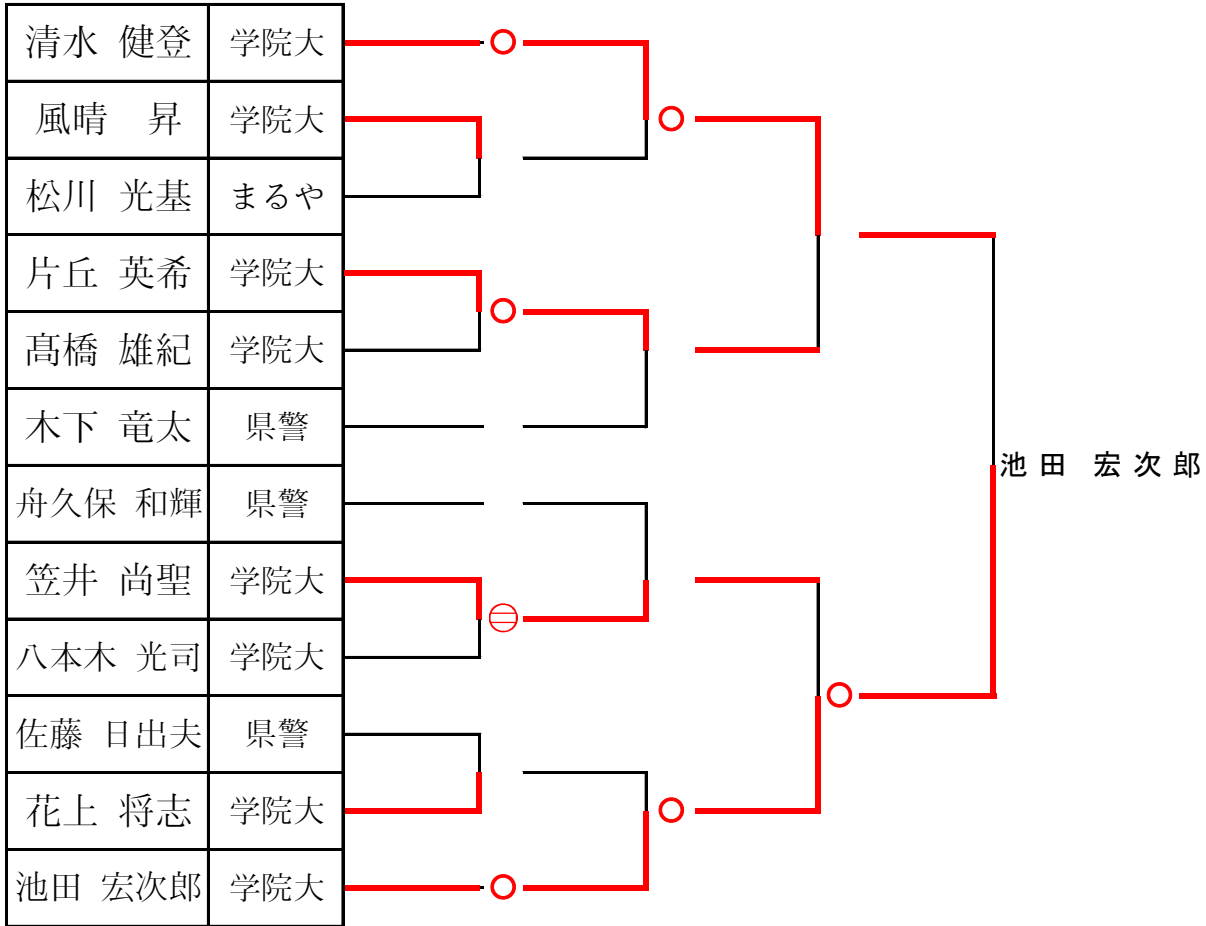 清水 健登 学院大
風晴 昇 学院大
松川 光基 まるや
片丘 英希 学院大
髙橋 雄紀 学院大
木下 竜太 県警
池田 宏次郎
舟久保 和輝 県警
笠井 尚聖 学院大
八本木 光司 学院大
佐藤 日出夫 県警
花上 将志 学院大
池田 宏次郎 学院大